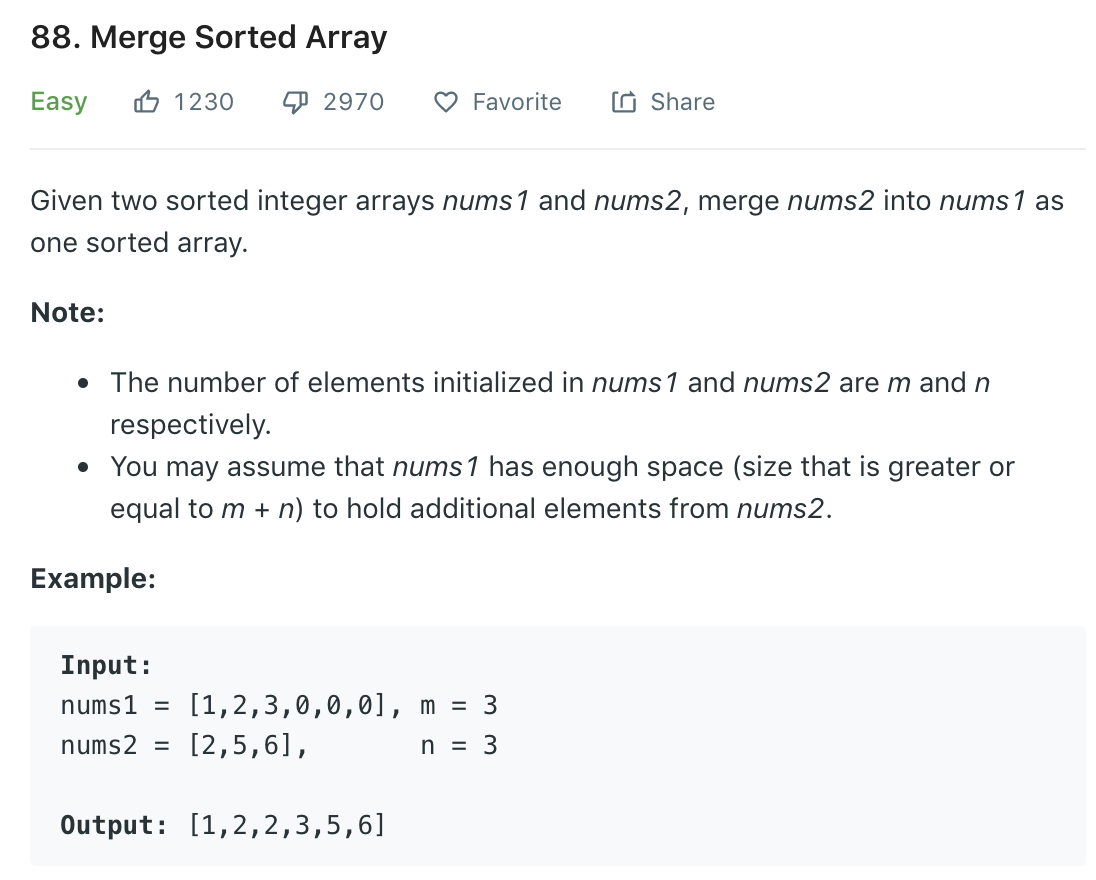 88. Merge Sorted Array
Easy 1230 2970 Favorite Share
Given two sorted integer arrays nums1 and nums2, merge nums2 into nums1 as
one sorted array.
Note:
• The number of elements initialized in nums1 and nums2 are m and n
respectively.
• You may assume that nums1 has enough space (size that is greater or
equal to m + n) to hold additional elements from nums2.
Example:
Input:
nums1 = [1,2,3,0,0,0], m = 3
nums2 = [2,5,6],       n = 3
Output: [1,2,2,3,5,6]